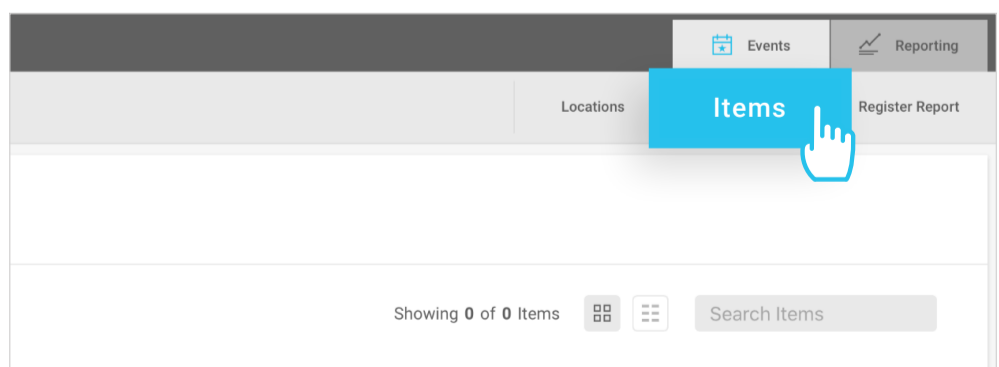 Events Reporting
Locations Items Register Report
Showing 0 of 0 Items Search Items